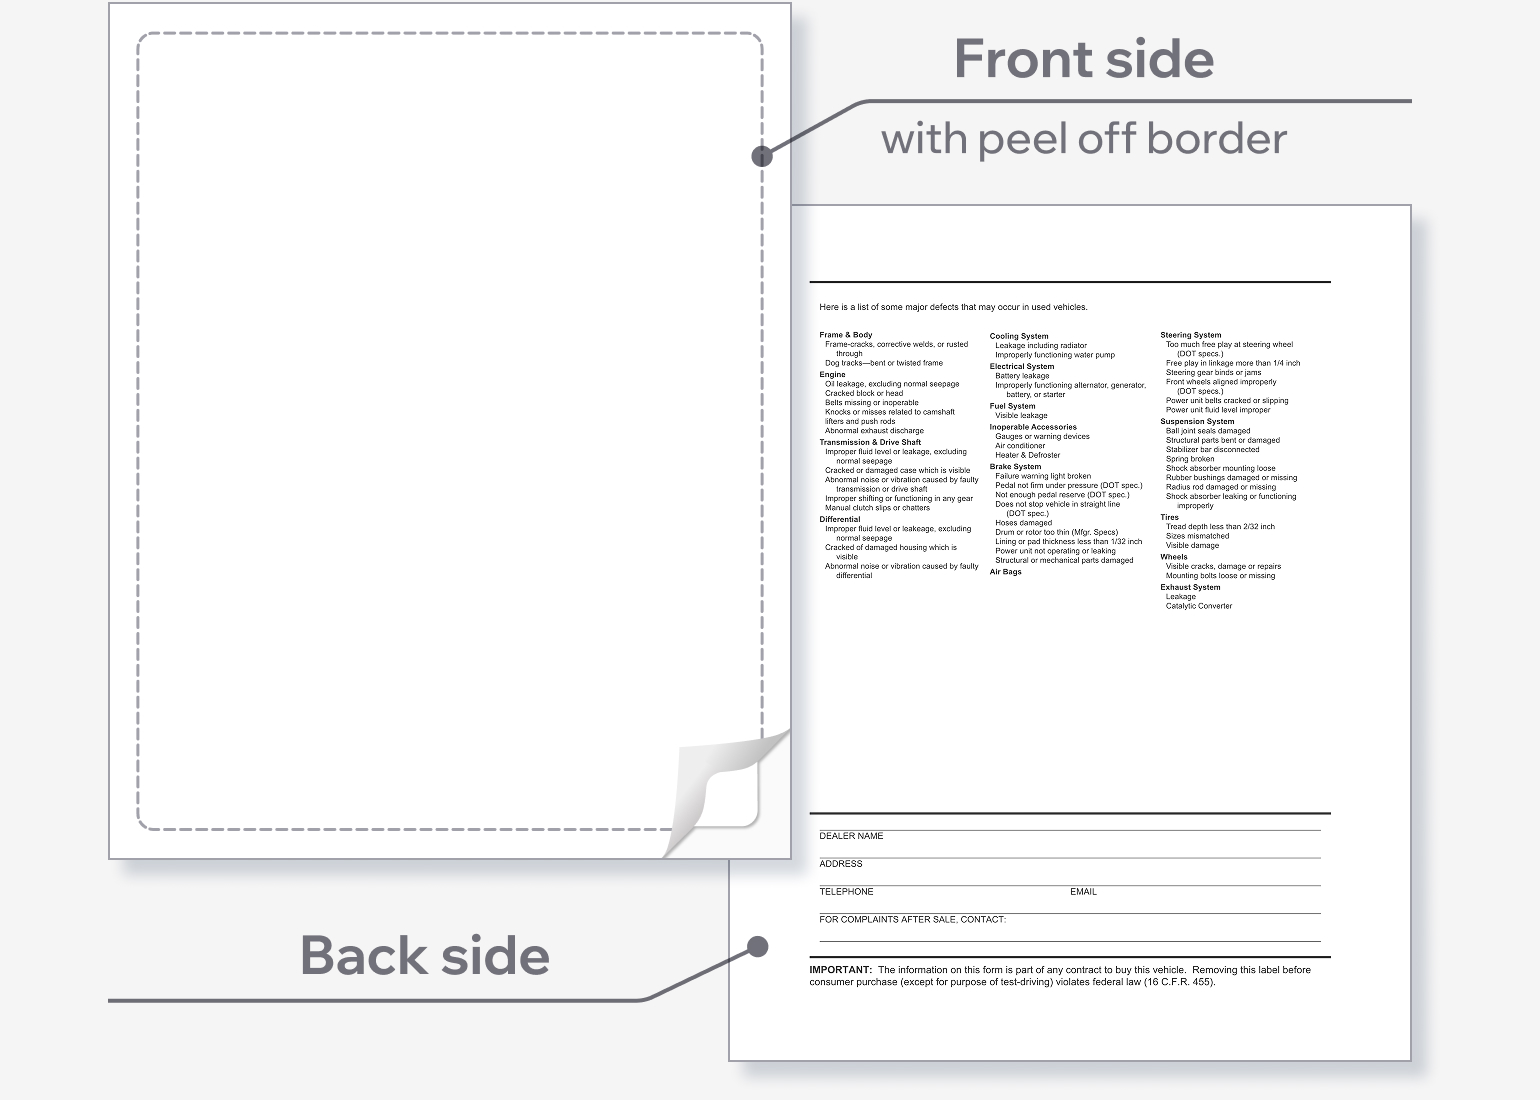 Front side
with peel off border
Here is a list of some major defects that may occur in used vehicles.
Frame & Body
Frame-cracks, corrective welds, or rusted
through
Dog tracks—bent or twisted frame
Engine
Oil leakage, excluding normal seepage
Cracked block or head
Belts missing or inoperable
Knocks or misses related to camshaft
lifters and push rods
Abnormal exhaust discharge
Transmission & Drive Shaft
Improper fluid level or leakage, excluding
normal seepage
Cracked or damaged case which is visible
Abnormal noise or vibration caused by faulty
transmission or drive shaft
Improper shifting or functioning in any gear
Manual clutch slips or chatters
Differential
Improper fluid level or leakeage, excluding
normal seepage
Cracked of damaged housing which is
visible
Abnormal noise or vibration caused by faulty
differential
Cooling System
Leakage including radiator
Improperly functioning water pump
Electrical System
Battery leakage
Improperly functioning alternator, generator,
battery, or starter
Fuel System
Visible leakage
Inoperable Accessories
Gauges or warning devices
Air conditioner
Heater & Defroster
Brake System
Failure warning light broken
Pedal not firm under pressure (DOT spec.)
Not enough pedal reserve (DOT spec.)
Does not stop vehicle in straight line
(DOT spec.)
Hoses damaged
Drum or rotor too thin (Mfgr. Specs)
Lining or pad thickness less than 1/32 inch
Power unit not operating or leaking
Structural or mechanical parts damaged
Air Bags
Steering System
Too much free play at steering wheel
(DOT specs.)
Free play in linkage more than 1/4 inch
Steering gear binds or jams
Front wheels aligned improperly
(DOT specs.)
Power unit belts cracked or slipping
Power unit fluid level improper
Suspension System
Ball joint seals damaged
Structural parts bent or damaged
Stabilizer bar disconnected
Spring broken
Shock absorber mounting loose
Rubber bushings damaged or missing
Radius rod damaged or missing
Shock absorber leaking or functioning
improperly
Tires
Tread depth less than 2/32 inch
Sizes mismatched
Visible damage
Wheels
Visible cracks, damage or repairs
Mounting bolts loose or missing
Exhaust System
Leakage
Catalytic Converter
DEALER NAME
ADDRESS
TELEPHONE EMAIL
FOR COMPLAINTS AFTER SALE, CONTACT:
IMPORTANT: The information on this form is part of any contract to buy this vehicle. Removing this label before
consumer purchase (except for purpose of test-driving) violates federal law (16 C.F.R. 455).
Back side